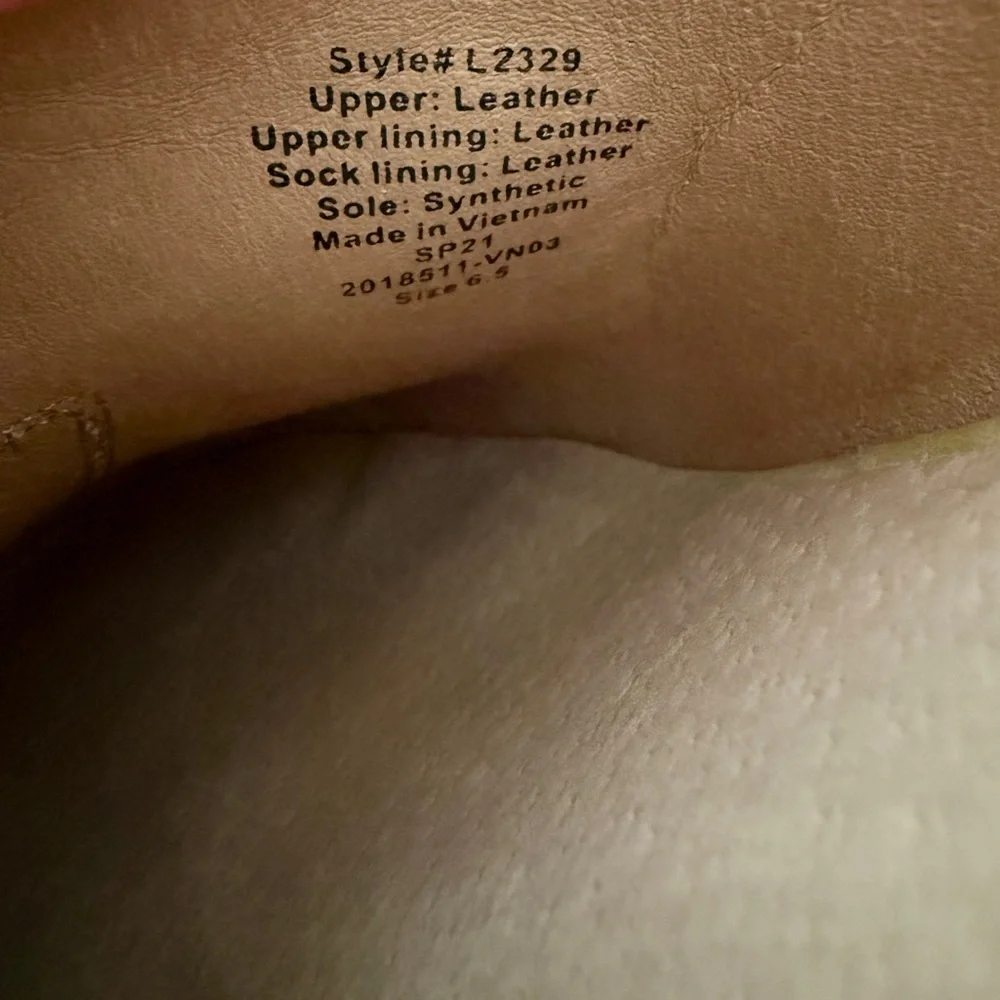 Style# L2329
Upper: Leather
Upper lining: Leather
Sock lining: Leather
Sole: Synthetic
Made in Vietnam
SP21
2018511-VN03
Size 6.5